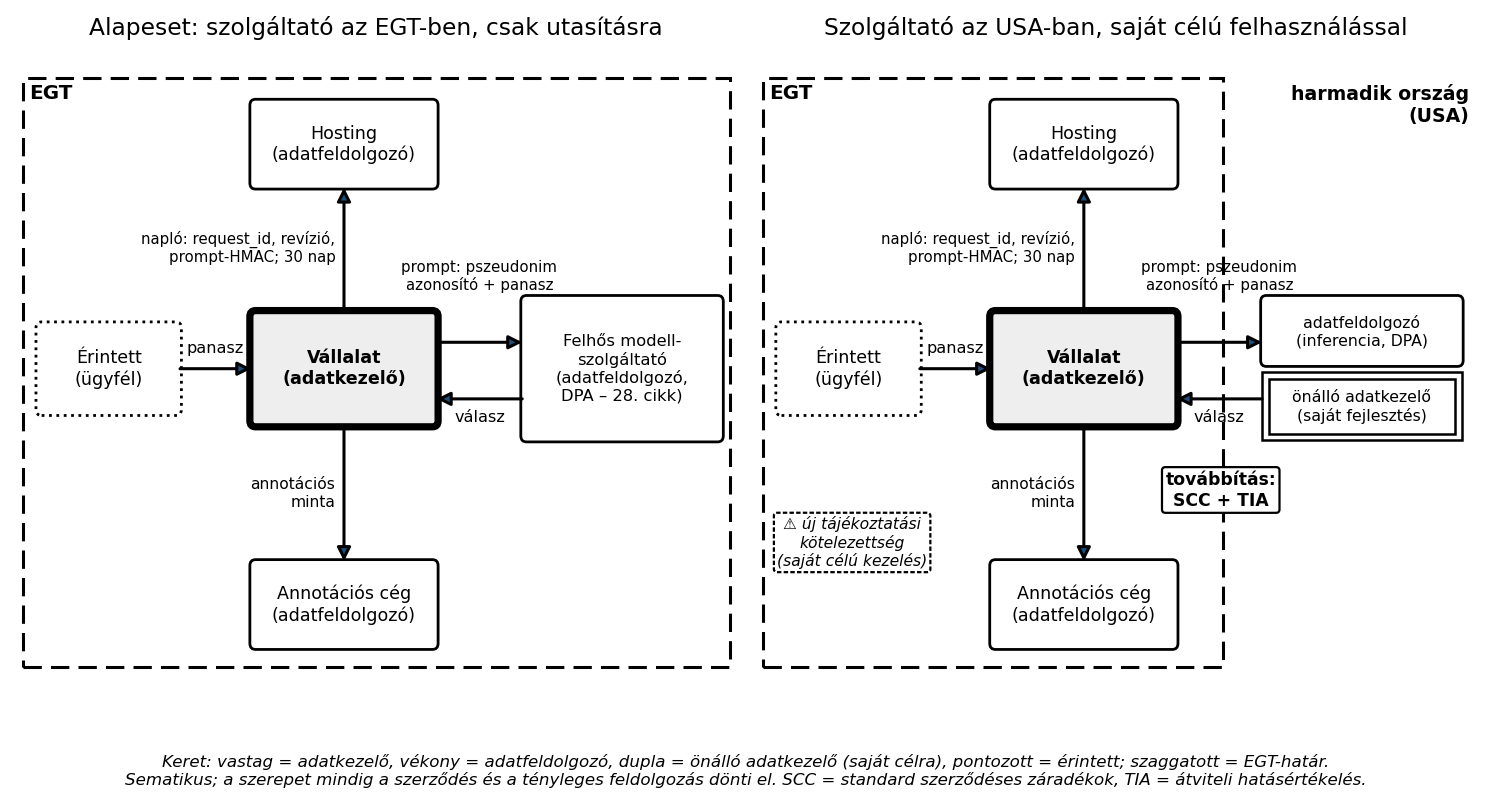 Alapeset: szolgáltató az EGT-ben, csak utasításra
EGT
Hosting
(adatfeldolgozó)
napló: request_id, revízió,
prompt-HMAC; 30 nap
prompt: pszeudonim
azonosító + panasz
Érintett
(ügyfél)
panasz
Vállalat
(adatkezelő)
Felhős modell-
szolgáltató
(adatfeldolgozó,
DPA – 28. cikk)
válasz
annotációs
minta
Annotációs cég
(adatfeldolgozó)
Szolgáltató az USA-ban, saját célú felhasználással
EGT
harmadik ország
(USA)
Hosting
(adatfeldolgozó)
napló: request_id, revízió,
prompt-HMAC; 30 nap
prompt: pszeudonim
azonosító + panasz
Érintett
(ügyfél)
panasz
Vállalat
(adatkezelő)
adatfeldolgozó
(inferencia, DPA)
önálló adatkezelő
(saját fejlesztés)
válasz
továbbítás:
SCC + TIA
annotációs
minta
⚠ új tájékoztatási
kötelezettség
(saját célú kezelés)
Annotációs cég
(adatfeldolgozó)
Keret: vastag = adatkezelő, vékony = adatfeldolgozó, dupla = önálló adatkezelő (saját célra), pontozott = érintett; szaggatott = EGT-határ.
Sematikus; a szerepet mindig a szerződés és a tényleges feldolgozás dönti el. SCC = standard szerződéses záradékok, TIA = átviteli hatásértékelés.